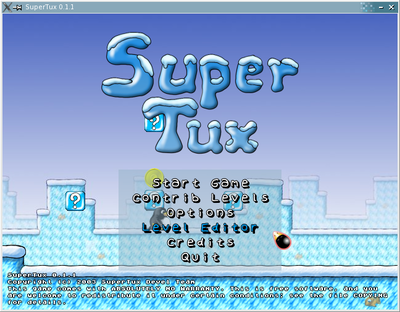 SuperTux 0.1.1
Super
Tux
Start Game
Contrib Levels
Options
Level Editor
Credits
Quit
SuperTux 0.1.1
Copyright (c) 2003 SuperTux Devel Team
This game comes with ABSOLUTELY NO WARRANTY. This is free software, and you
are welcome to redistribute it under certain conditions; see the file COPYING
for details.